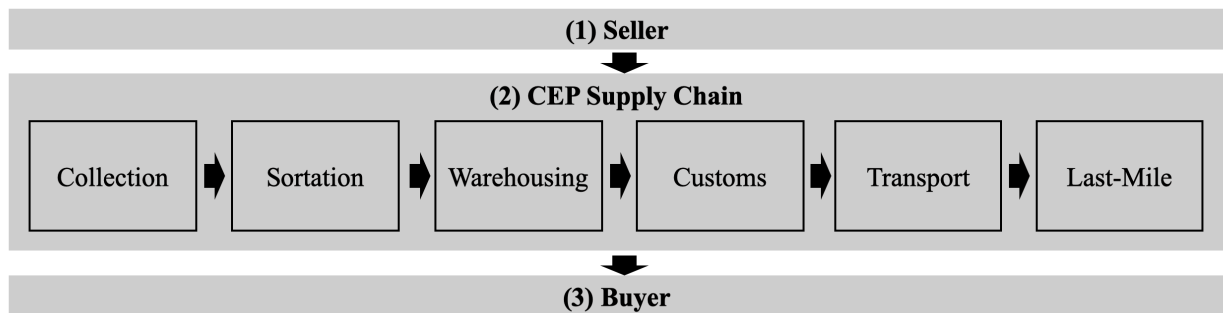 (1) Seller
(2) CEP Supply Chain
Collection
Sortation
Warehousing
Customs
Transport
Last-Mile
(3) Buyer